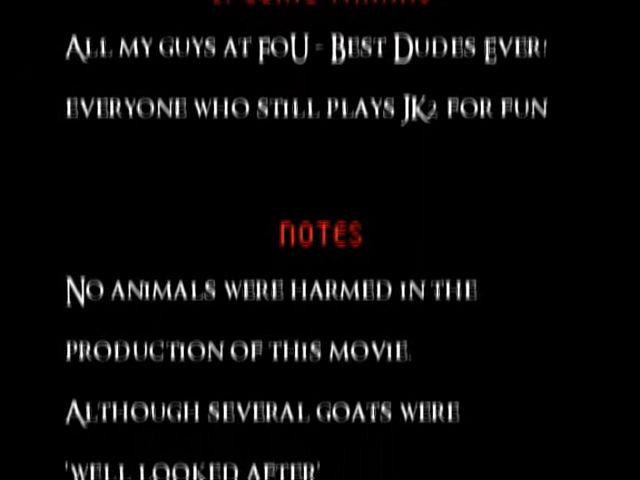 All my guys at FoU - Best Dudes Ever!
everyone who still plays JK2 for fun
NOTES
No animals were harmed in the
production of this movie.
Although several goats were
'well looked after'